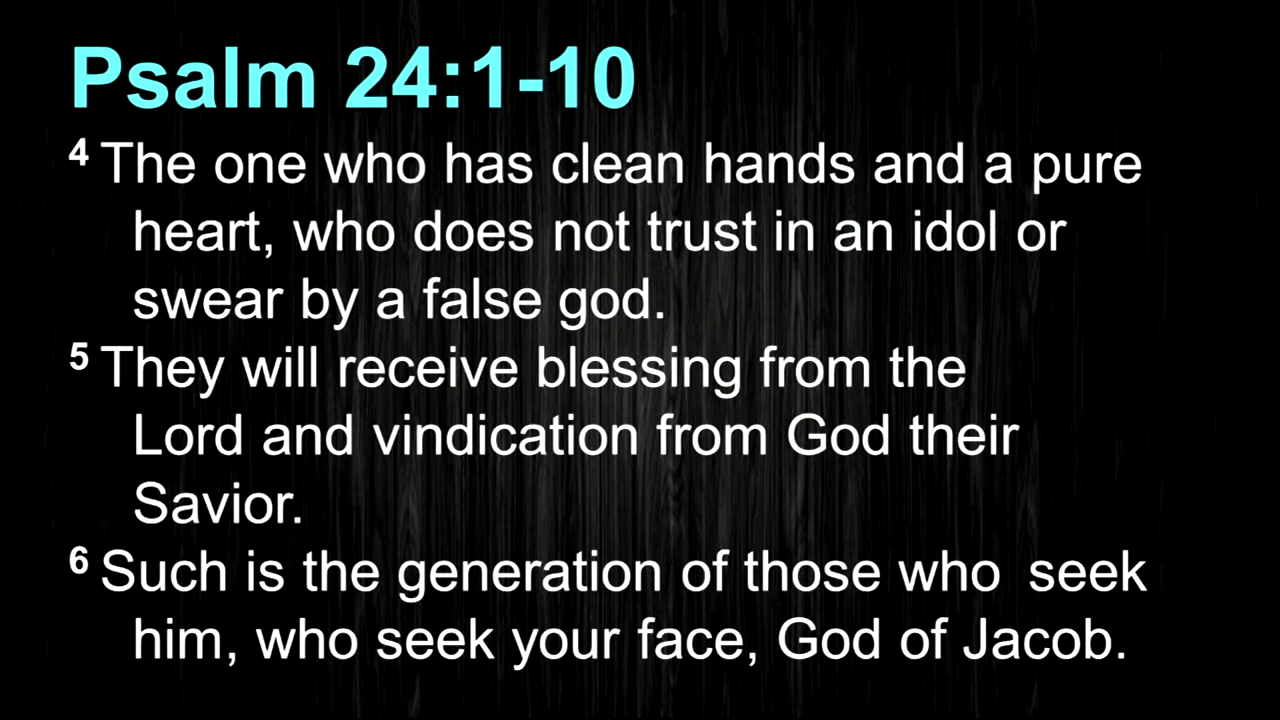 Psalm 24:1-10
4 The one who has clean hands and a pure
heart, who does not trust in an idol or
swear by a false god.
5 They will receive blessing from the
Lord and vindication from God their
Savior.
6 Such is the generation of those who seek
him, who seek your face, God of Jacob.